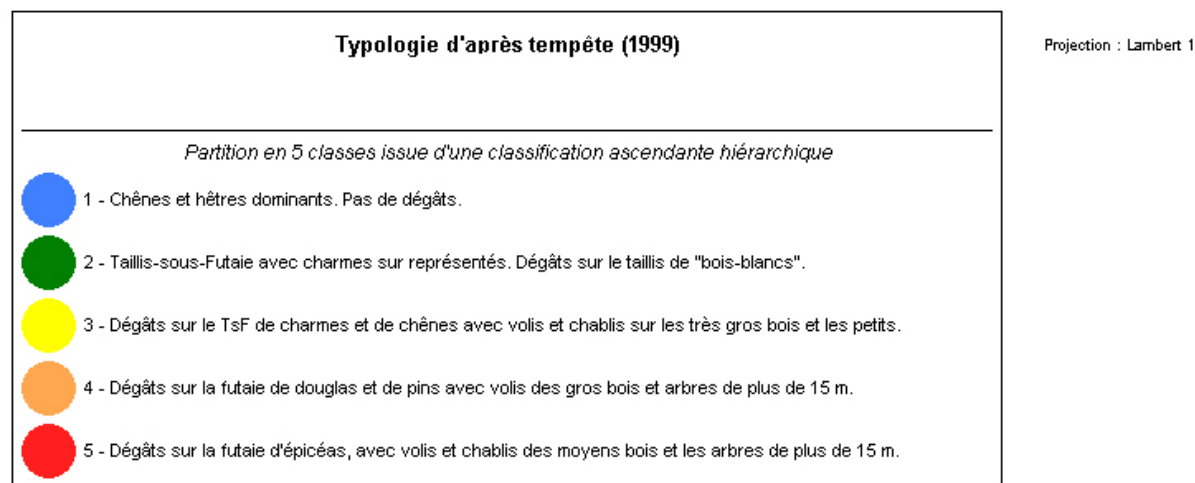 Typologie d'après tempête (1999)
Projection : Lambert 1
Partition en 5 classes issue d'une classification ascendante hiérarchique
1 - Chênes et hêtres dominants. Pas de dégâts.
2 - Taillis-sous-Futaie avec charmes sur représentés. Dégâts sur le taillis de "bois-blancs".
3 - Dégâts sur le TsF de charmes et de chênes avec volis et chablis sur les très gros bois et les petits.
4 - Dégâts sur la futaie de douglas et de pins avec volis des gros bois et arbres de plus de 15 m.
5 - Dégâts sur la futaie d'épicéas, avec volis et chablis des moyens bois et les arbres de plus de 15 m.